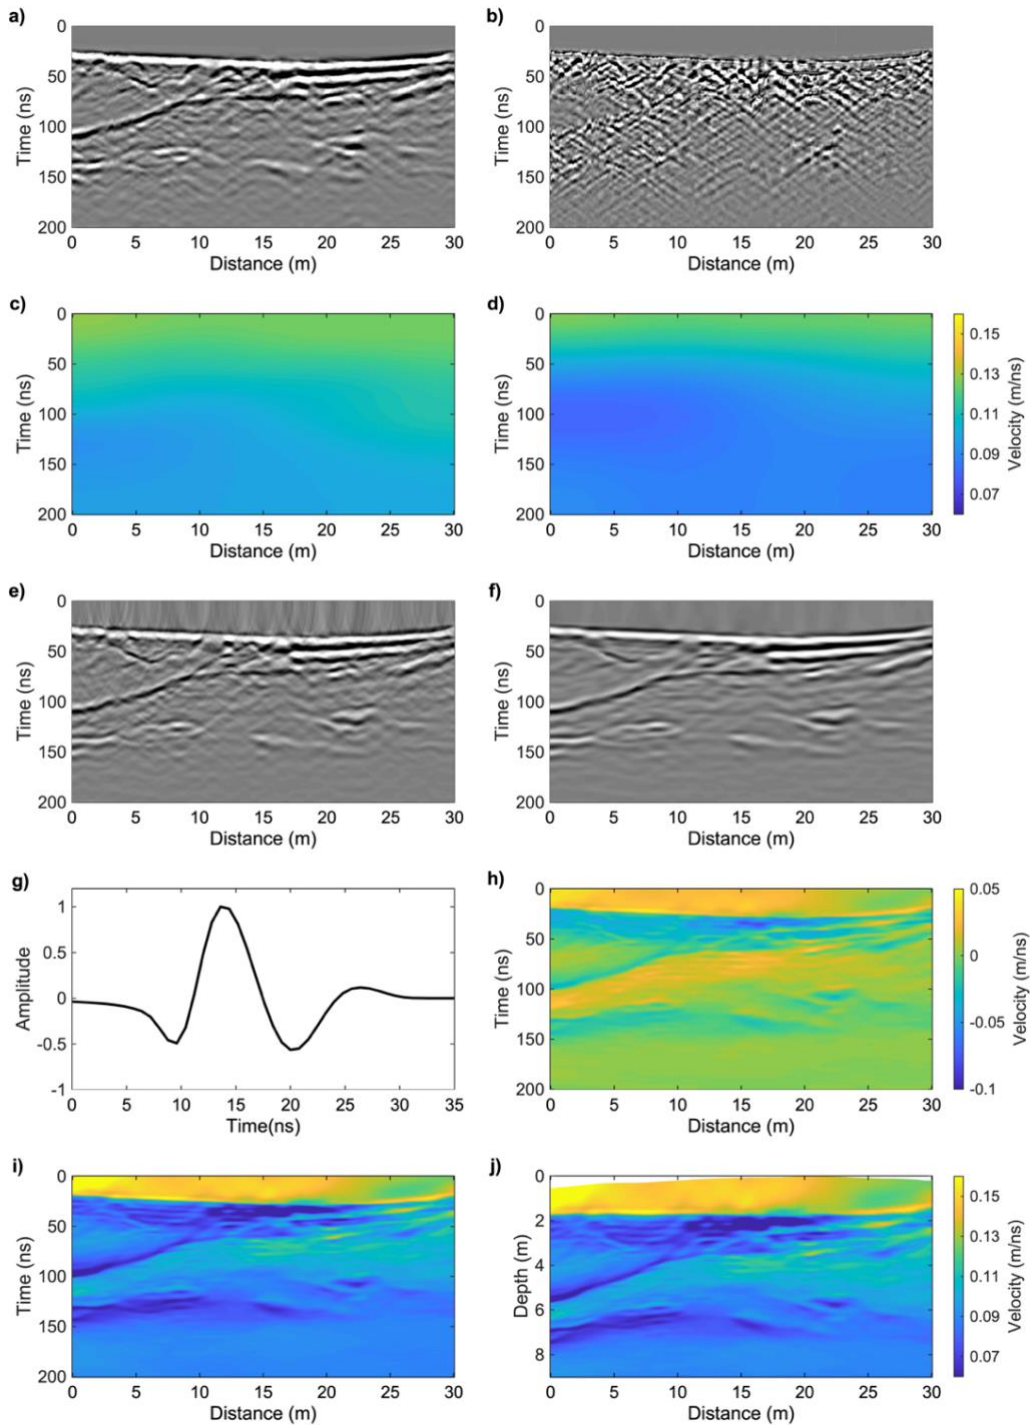 a)
0
50
100
150
200
Time (ns)
0 5 10 15 20 25 30
Distance (m)
b)
0
50
100
150
200
Time (ns)
0 5 10 15 20 25 30
Distance (m)
c)
0
50
100
150
200
Time (ns)
0 5 10 15 20 25 30
Distance (m)
d)
0
50
100
150
200
Time (ns)
0 5 10 15 20 25 30
Distance (m)
0.15
0.13
0.11
0.09
0.07
Velocity (m/ns)
e)
0
50
100
150
200
Time (ns)
0 5 10 15 20 25 30
Distance (m)
f)
0
50
100
150
200
Time (ns)
0 5 10 15 20 25 30
Distance (m)
g)
1
0.5
0
-0.5
-1
Amplitude
0 5 10 15 20 25 30 35
Time(ns)
h)
0
50
100
150
200
Time (ns)
0 5 10 15 20 25 30
Distance (m)
0.05
0
-0.05
-0.1
Velocity (m/ns)
i)
0
50
100
150
200
Time (ns)
0 5 10 15 20 25 30
Distance (m)
j)
0
2
4
6
8
Depth (m)
0 5 10 15 20 25 30
Distance (m)
0.15
0.13
0.11
0.09
0.07
Velocity (m/ns)